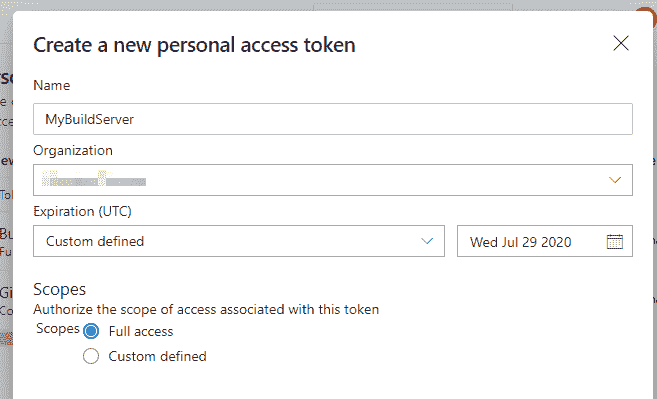 Create a new personal access token
Name
MyBuildServer
Organization
Expiration (UTC)
Custom defined
Wed Jul 29 2020
Scopes
Authorize the scope of access associated with this token
Scopes Full access
Custom defined